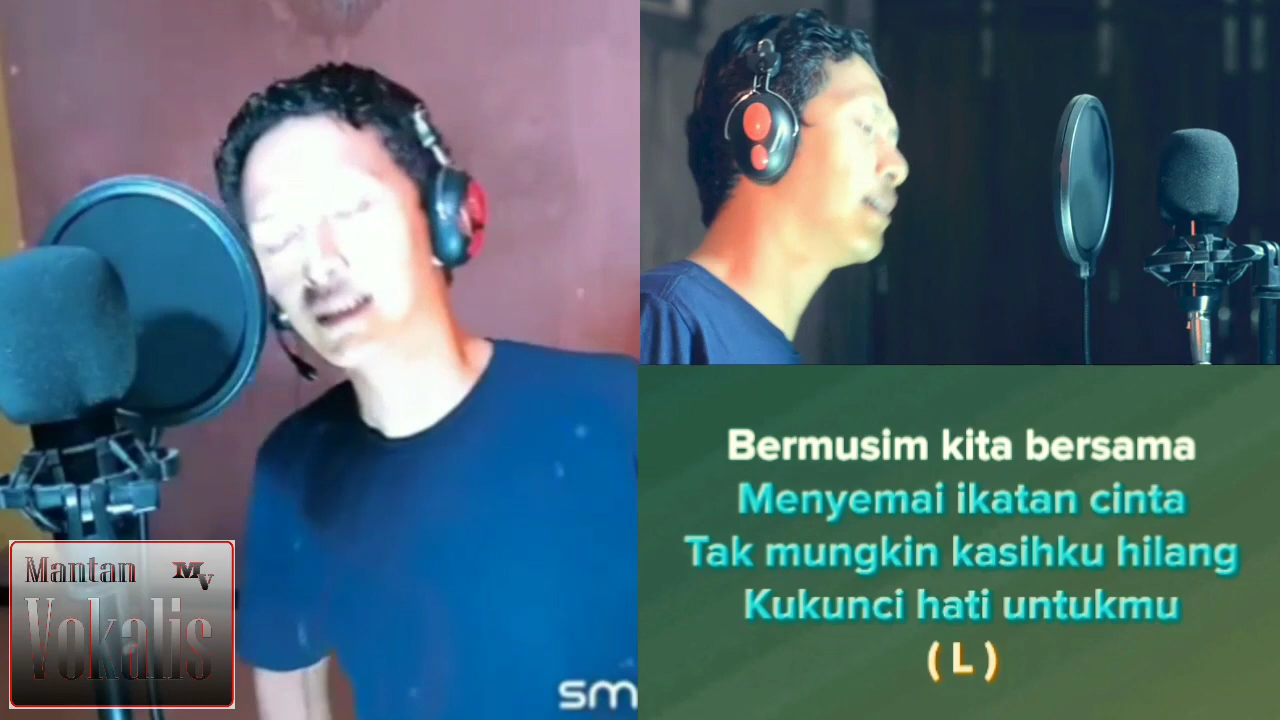 Bermusim kita bersama
Menyemai ikatan cinta
Tak mungkin kasihku hilang
Kukunci hati untukmu
( L )
Mantan MV
Vokalis
sm